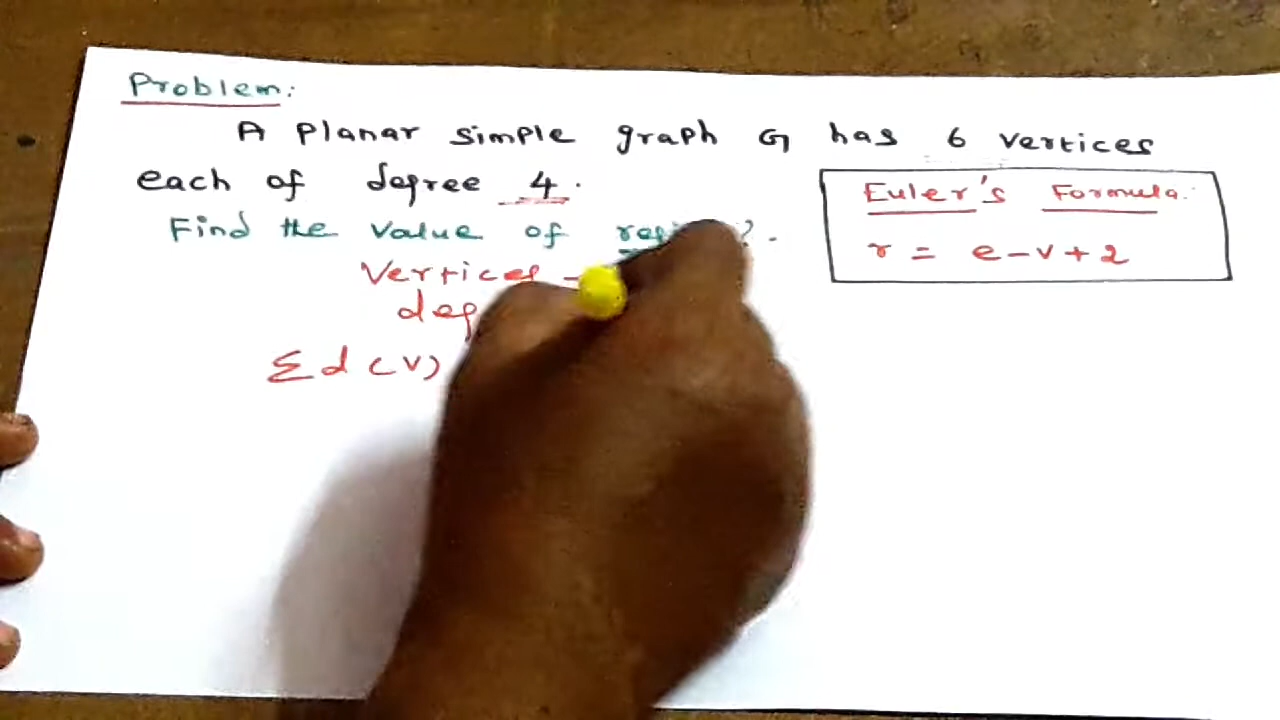 Problem:
A Planar simple graph G has 6 vertices
each of degree 4.
Find the value of ?.
Vertices -
Σd(v)
Euler's Formula:
r = e-v+2